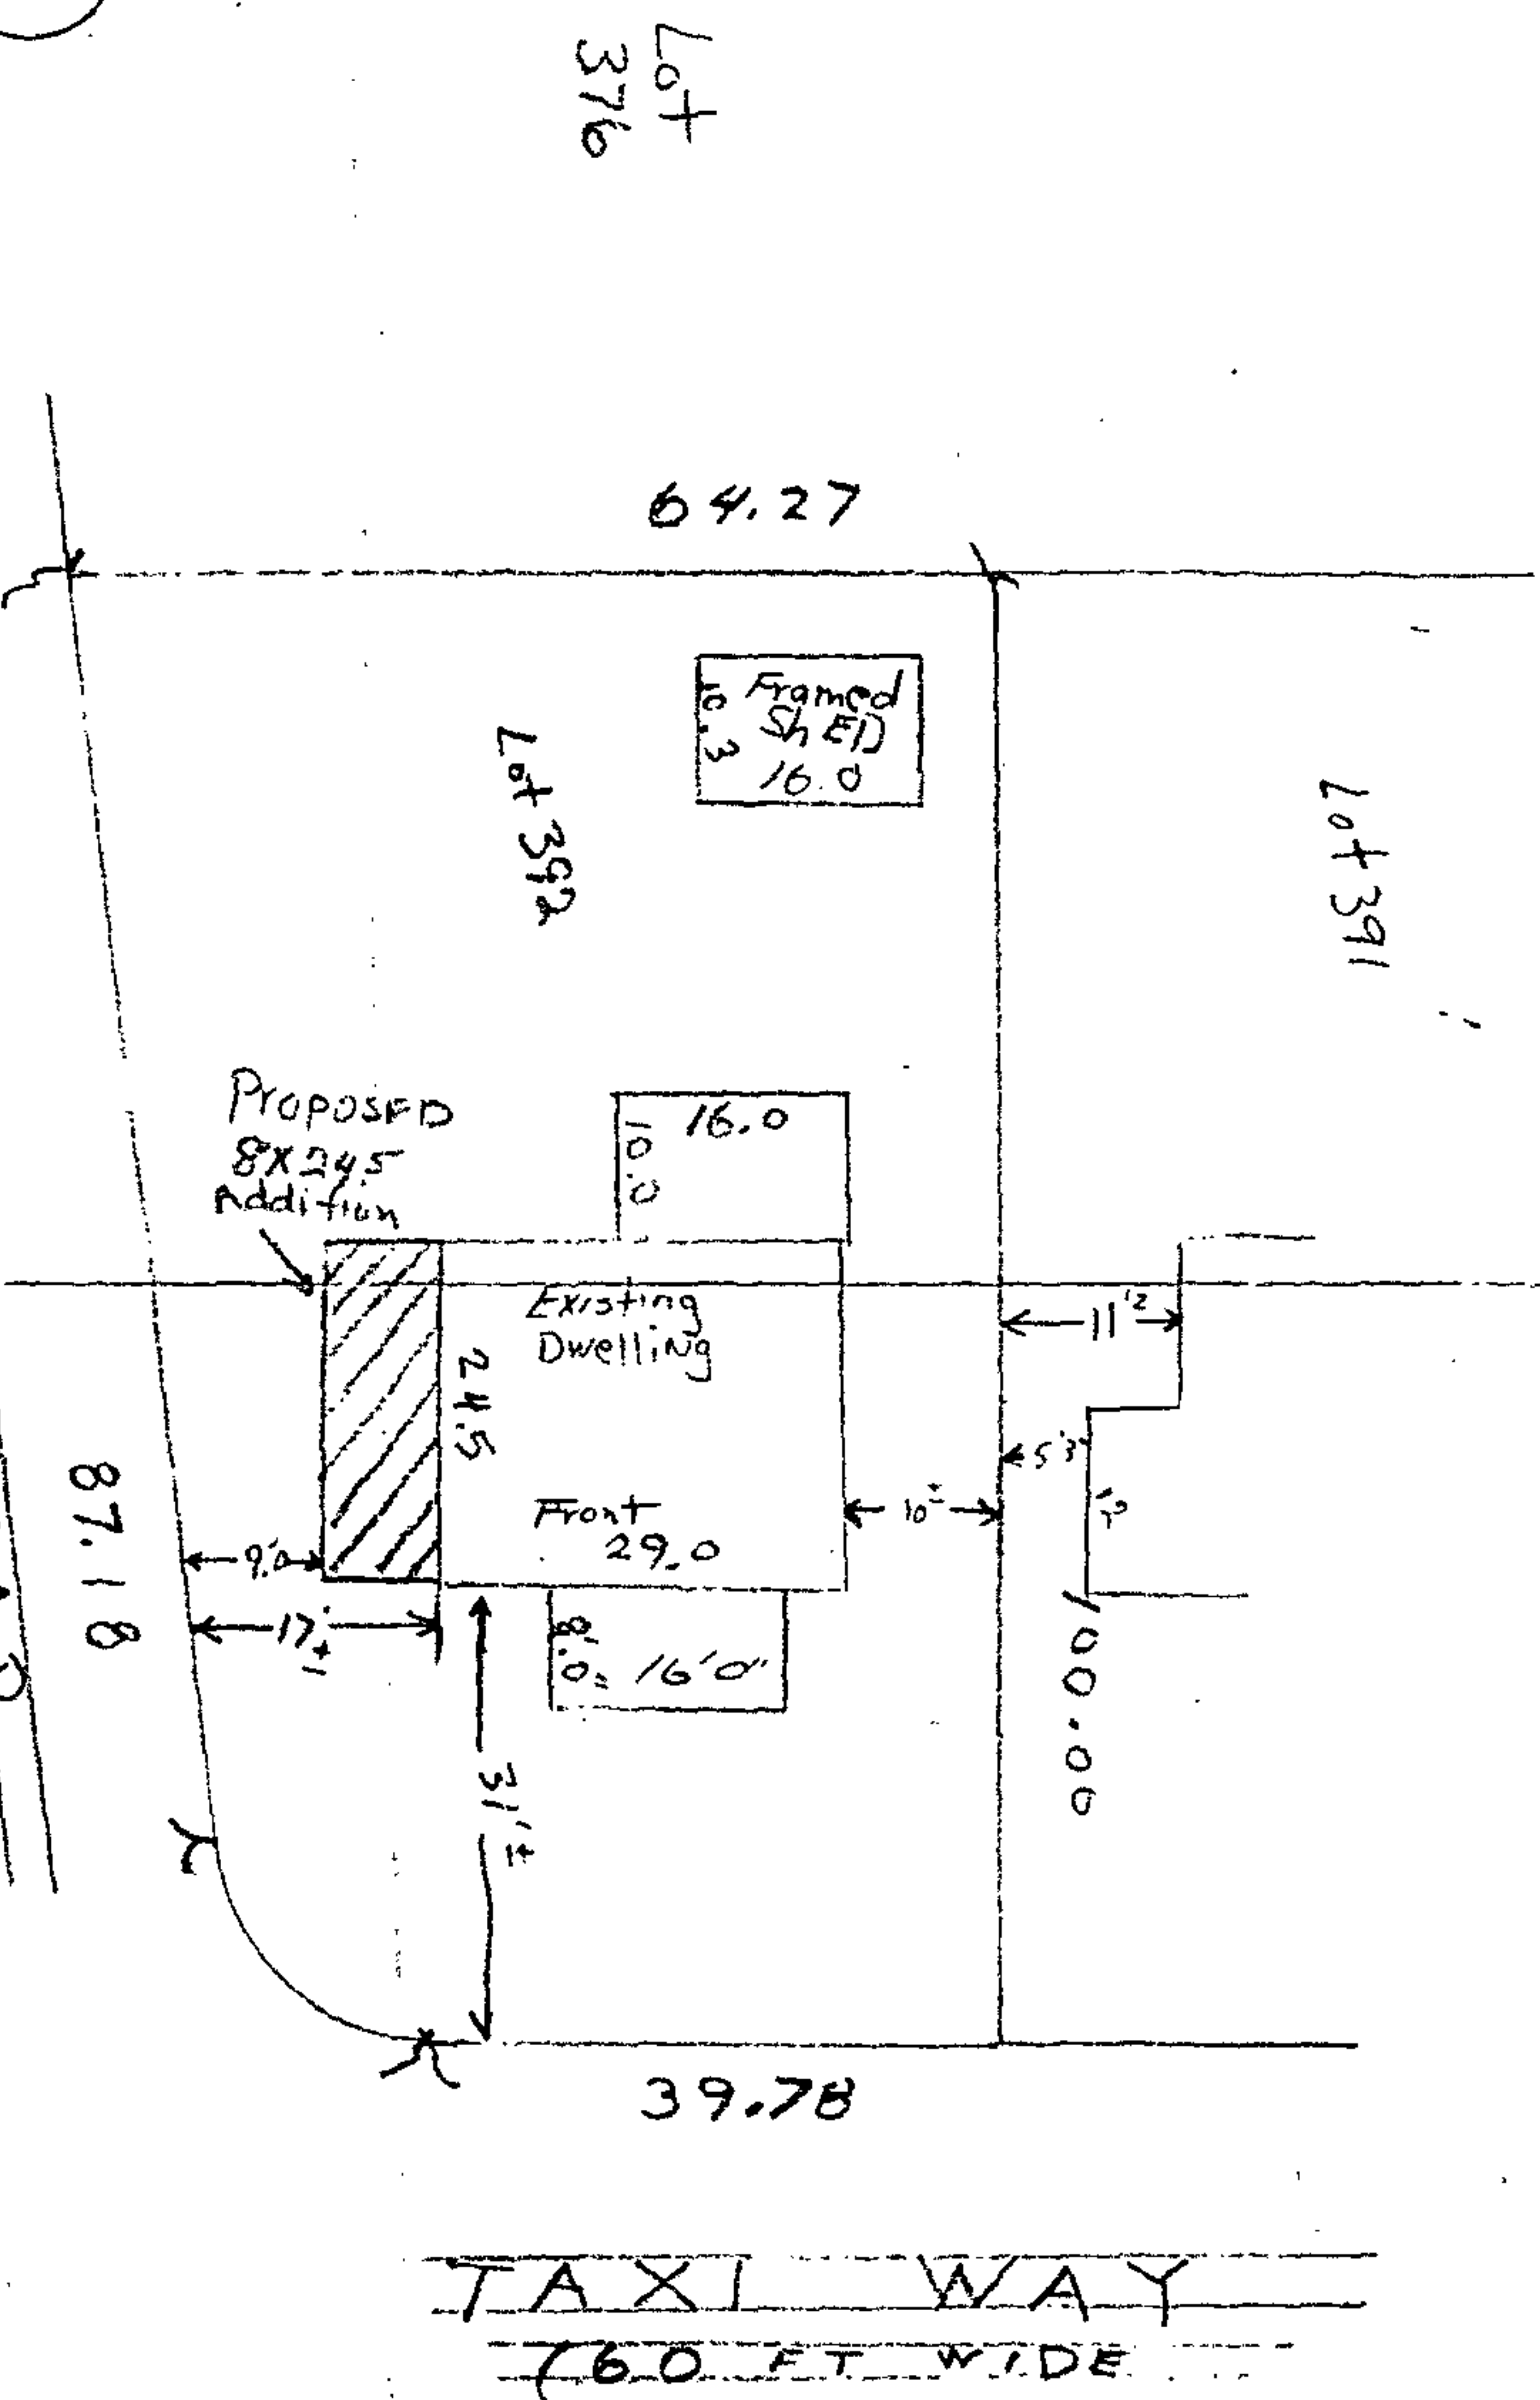 Lot
376
64.27
Framed
ShED
10.3
16.0
Lot 392
Lot 391
PROPOSED
8X24.5
Addition
16.0
10.0
Existing
Dwelling
24.5
11'2
5'3"
Front
29.0
10±
9'0
17'±
87.18
8'0" 16'0"
31'±
100.00
39.78
TAXI WAY
(60 FT WIDE